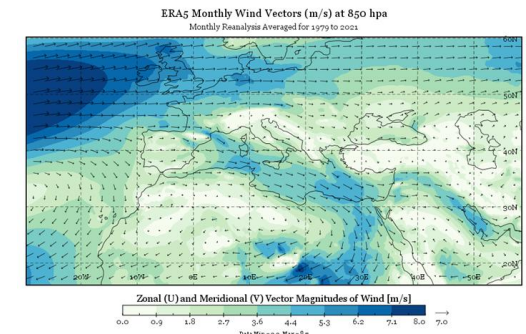 ERA5 Monthly Wind Vectors (m/s) at 850 hpa
Monthly Reanalysis Averaged for 1979 to 2021
60N
50N
40N
30N
20N
20W 10W 0E 10E 20E 30E 40E 50E
Zonal (U) and Meridional (V) Vector Magnitudes of Wind [m/s]
0.0 0.9 1.8 2.7 3.6 4.4 5.3 6.2 7.1 8.0 7.0